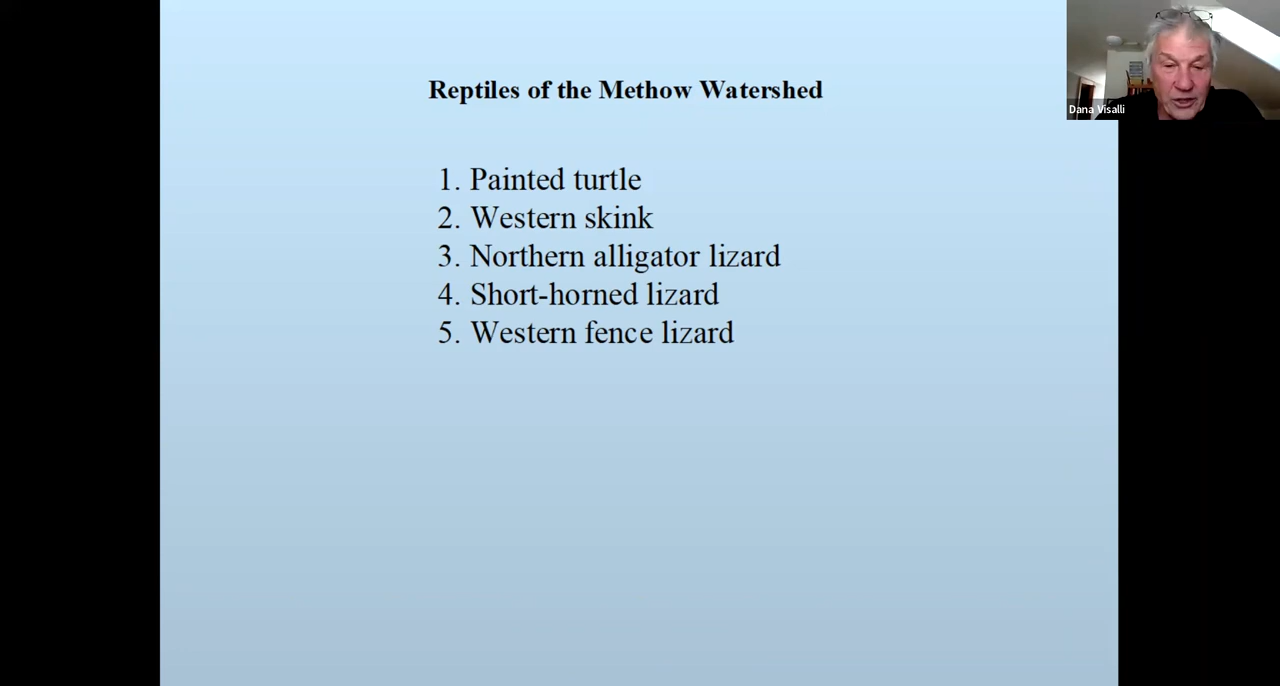 Reptiles of the Methow Watershed
1. Painted turtle
2. Western skink
3. Northern alligator lizard
4. Short-horned lizard
5. Western fence lizard
Dana Visalli